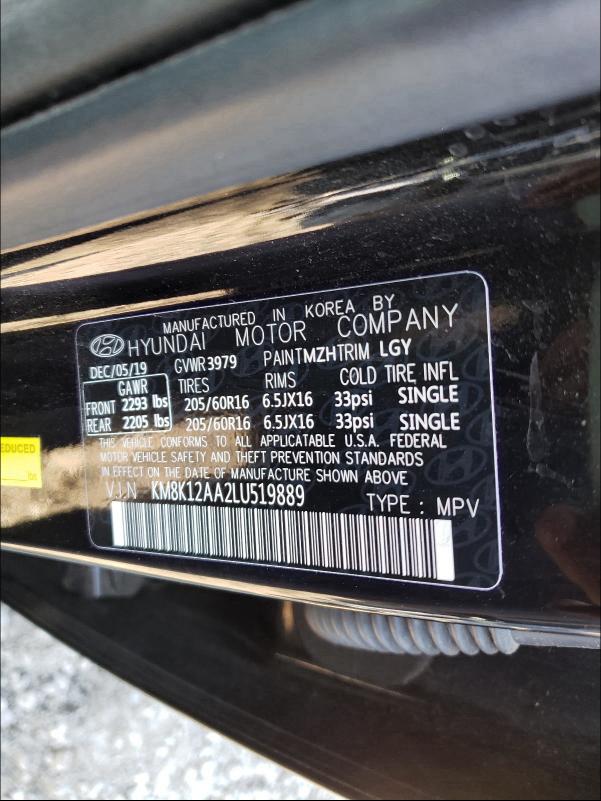 MANUFACTURED IN KOREA BY
HYUNDAI MOTOR COMPANY
DEC/05/19 GVWR 3979 PAINT MZH TRIM LGY
GAWR TIRES RIMS COLD TIRE INFL
FRONT 2293 lbs 205/60R16 6.5JX16 33psi SINGLE
REAR 2205 lbs 205/60R16 6.5JX16 33psi SINGLE
THIS VEHICLE CONFORMS TO ALL APPLICABLE U.S.A. FEDERAL
MOTOR VEHICLE SAFETY AND THEFT PREVENTION STANDARDS
IN EFFECT ON THE DATE OF MANUFACTURE SHOWN ABOVE
V.I.N KM8K12AA2LU519889 TYPE : MPV
REDUCED
lbs